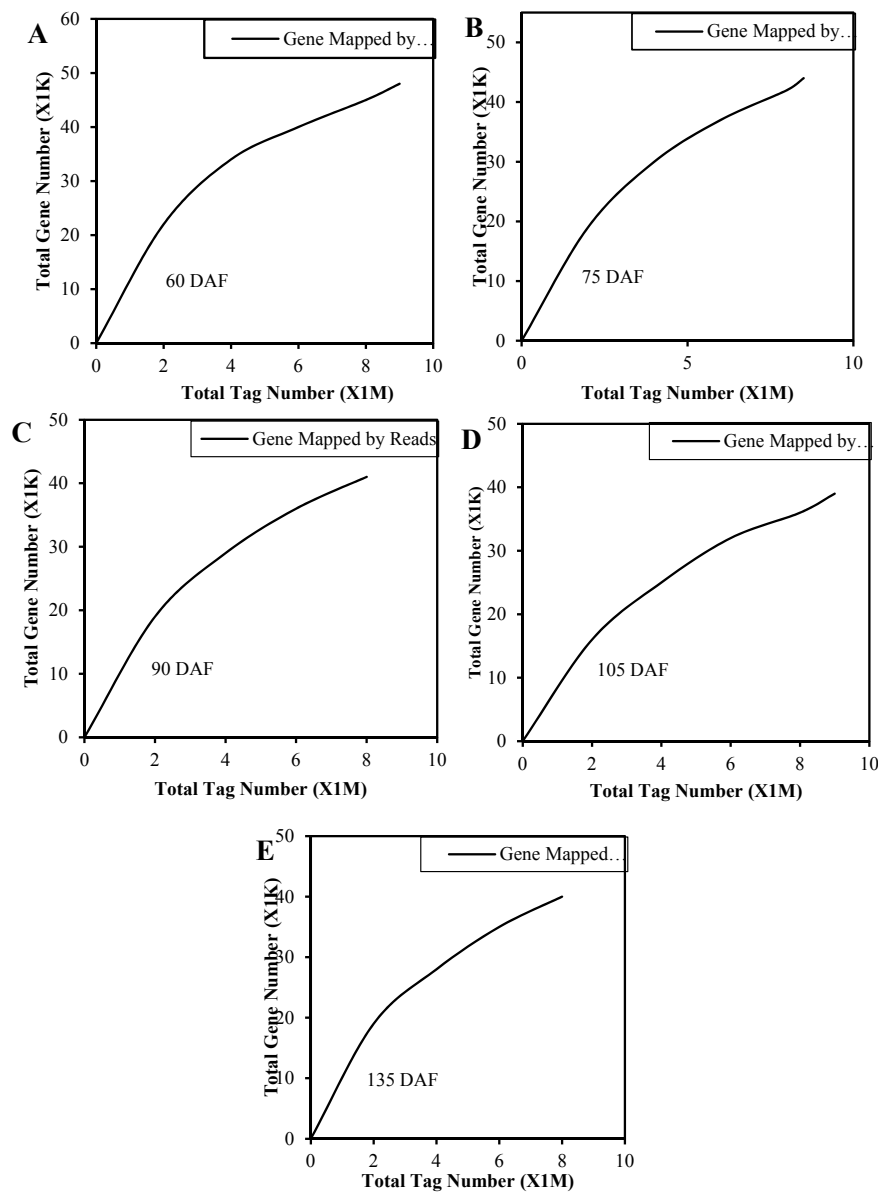 A
Gene Mapped by…
Total Gene Number (X1K)
60
50
40
30
20
10
0
60 DAF
0 2 4 6 8 10
Total Tag Number (X1M)
B
Gene Mapped by…
Total Gene Number (X1K)
50
40
30
20
10
0
75 DAF
0 5 10
Total Tag Number (X1M)
C
Gene Mapped by Reads
Total Gene Number (X1K)
50
40
30
20
10
0
90 DAF
0 2 4 6 8 10
Total Tag Number (X1M)
D
Gene Mapped by…
Total Gene Number (X1K)
50
40
30
20
10
0
105 DAF
0 2 4 6 8 10
Total Tag Number (X1M)
E
Gene Mapped…
Total Gene Number (X1K)
50
40
30
20
10
0
135 DAF
0 2 4 6 8 10
Total Tag Number (X1M)